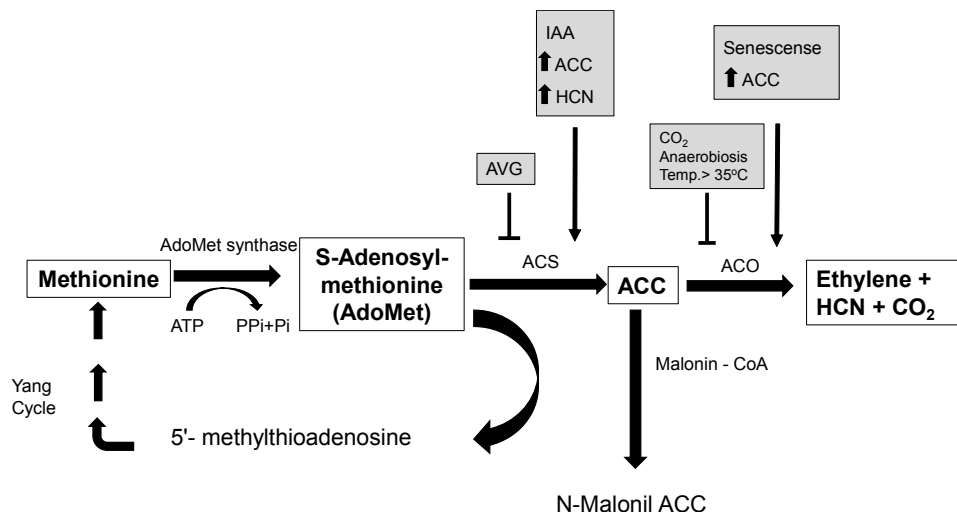 IAA
ACC
HCN
Senescense
ACC
CO₂
Anaerobiosis
Temp.> 35ºC
AVG
AdoMet synthase
Methionine
ATP
PPi+Pi
S-Adenosyl-
methionine
(AdoMet)
ACS
ACC
ACO
Ethylene +
HCN + CO₂
Malonin - CoA
Yang
Cycle
5'- methylthioadenosine
N-Malonil ACC